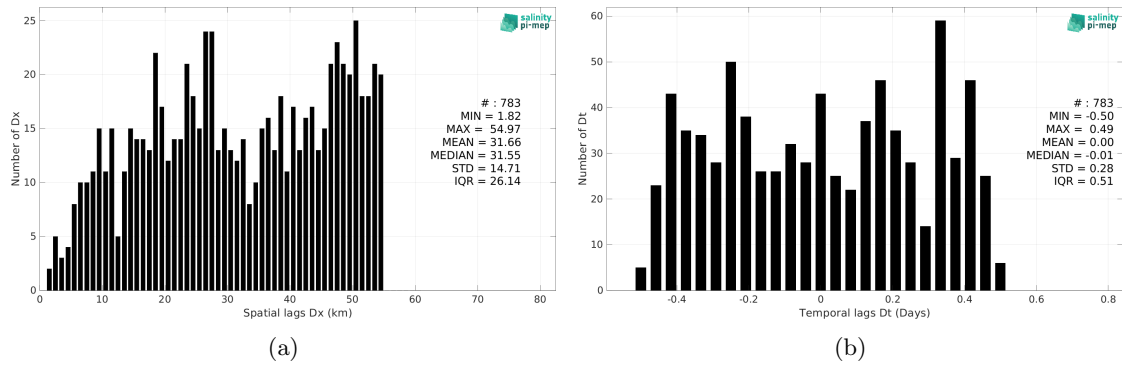 25
20
15
10
5
0
Number of Dx
0 10 20 30 40 50 60 70 80
Spatial lags Dx (km)
salinity
pi-mep
# : 783
MIN = 1.82
MAX = 54.97
MEAN = 31.66
MEDIAN = 31.55
STD = 14.71
IQR = 26.14
(a)
60
50
40
30
20
10
0
Number of Dt
-0.4 -0.2 0 0.2 0.4 0.6 0.8
Temporal lags Dt (Days)
salinity
pi-mep
# : 783
MIN = -0.50
MAX = 0.49
MEAN = 0.00
MEDIAN = -0.01
STD = 0.28
IQR = 0.51
(b)